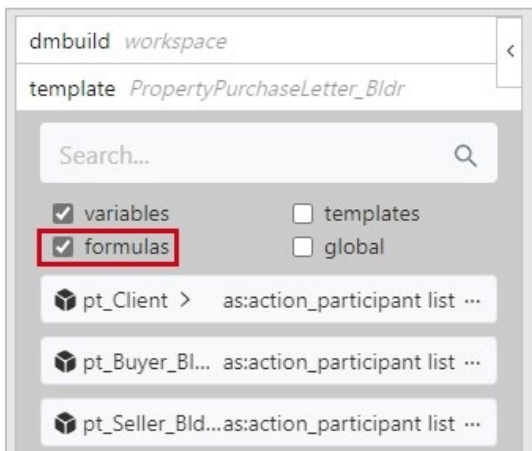 dmbuild workspace
template PropertyPurchaseLetter_Bldr
Search...
variables templates
formulas global
pt_Client > as:action_participant list ...
pt_Buyer_Bl... as:action_participant list ...
pt_Seller_Bld...as:action_participant list ...